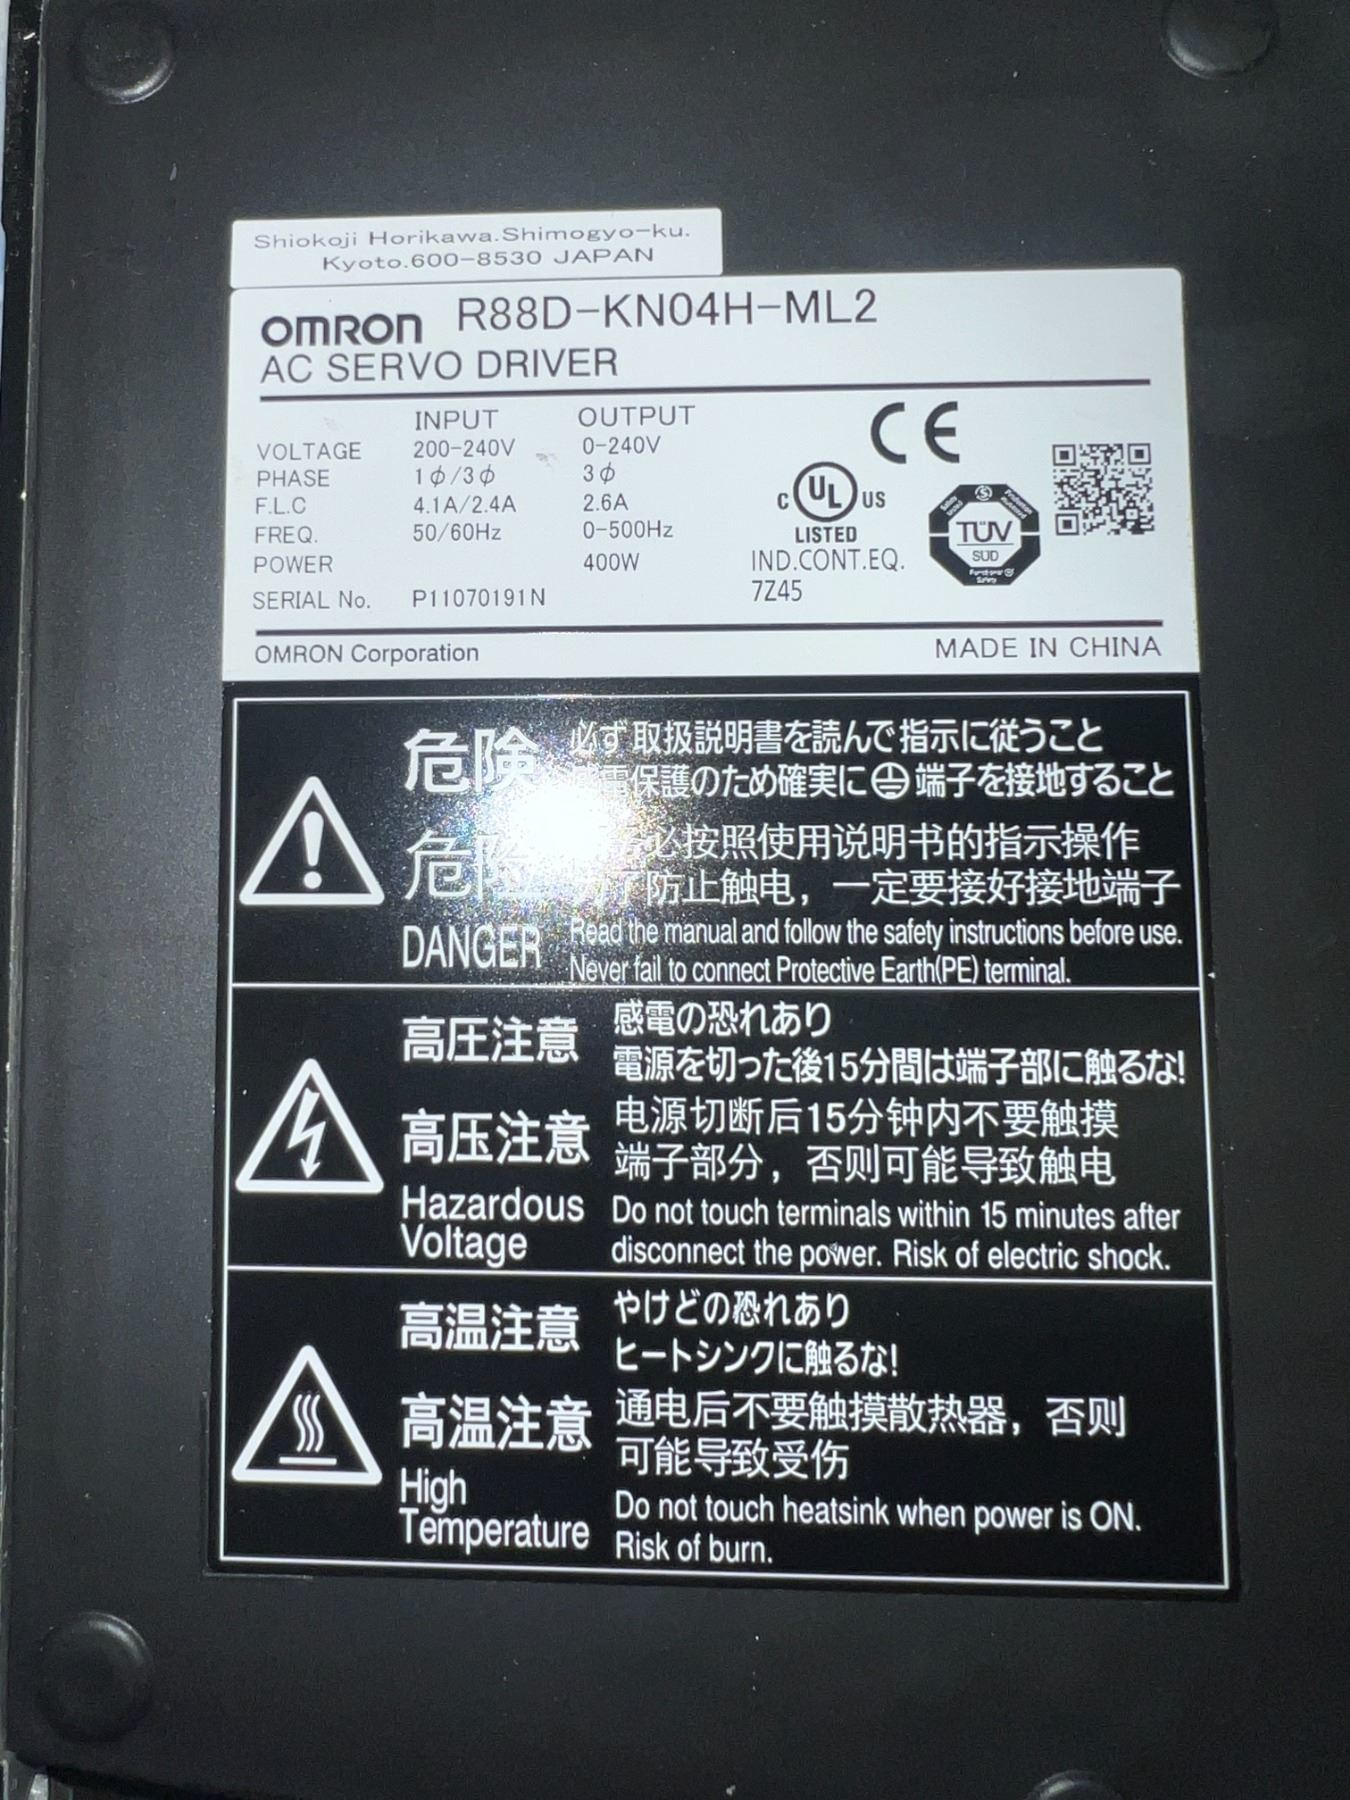 Shiokoji Horikawa.Shimogyo-ku.
Kyoto.600-8530 JAPAN
OMRON R88D-KN04H-ML2
AC SERVO DRIVER
INPUT OUTPUT
VOLTAGE 200-240V 0-240V
PHASE 1φ/3φ 3φ
F.L.C 4.1A/2.4A 2.6A
FREQ. 50/60Hz 0-500Hz
POWER 400W
SERIAL No. P11070191N
CE
C UL US
LISTED
IND.CONT.EQ.
7Z45
TÜV
SÜD
Functional
Safety
OMRON Corporation MADE IN CHINA
危険
必ず取扱説明書を読んで指示に従うこと
保護のため確実に端子を接地すること
危险
必按照使用说明书的指示操作
防止触电，一定要接好接地端子
DANGER
Read the manual and follow the safety instructions before use.
Never fail to connect Protective Earth(PE) terminal.
高圧注意
感電の恐れあり
電源を切った後15分間は端子部に触るな!
高压注意
电源切断后15分钟内不要触摸
端子部分，否则可能导致触电
Hazardous
Voltage
Do not touch terminals within 15 minutes after
disconnect the power. Risk of electric shock.
高温注意
やけどの恐れあり
ヒートシンクに触るな!
高温注意
通电后不要触摸散热器，否则
可能导致受伤
High
Temperature
Do not touch heatsink when power is ON.
Risk of burn.